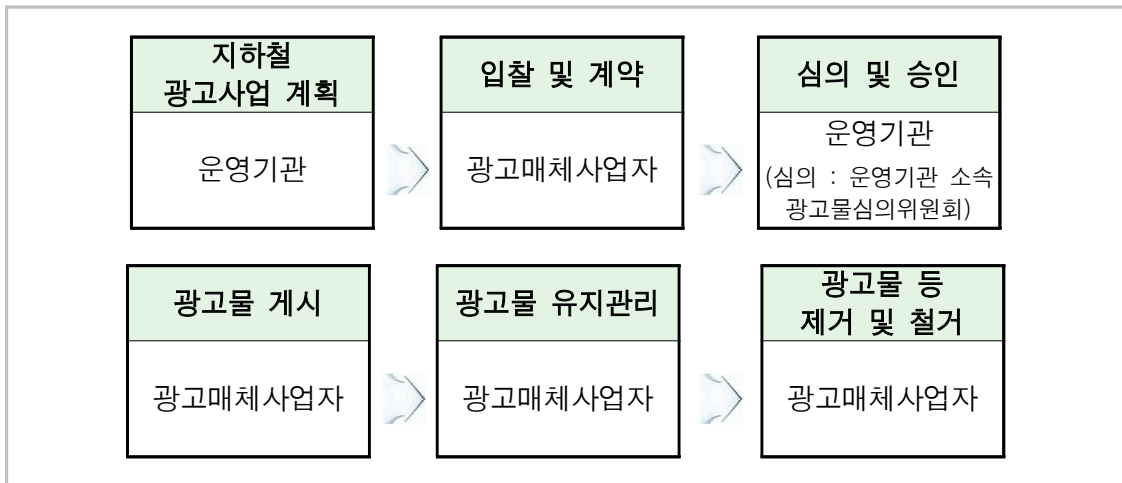 지하철
광고사업 계획
운영기관
입찰 및 계약
광고매체사업자
심의 및 승인
운영기관
(심의 : 운영기관 소속
광고물심의위원회)
광고물 게시
광고매체사업자
광고물 유지관리
광고매체사업자
광고물 등
제거 및 철거
광고매체사업자